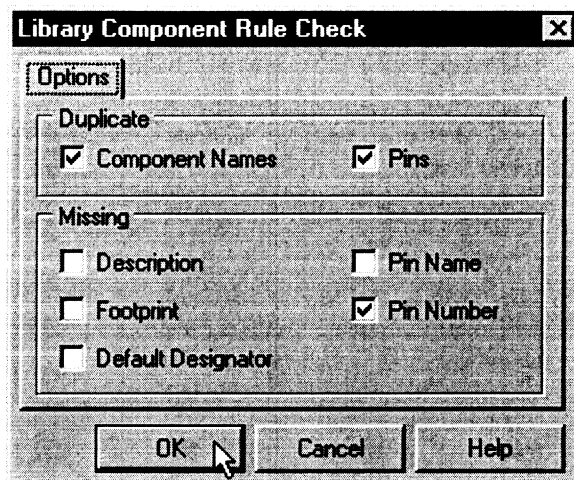 Library Component Rule Check
Options
Duplicate
Component Names Pins
Missing
Description Pin Name
Footprint Pin Number
Default Designator
OK Cancel Help